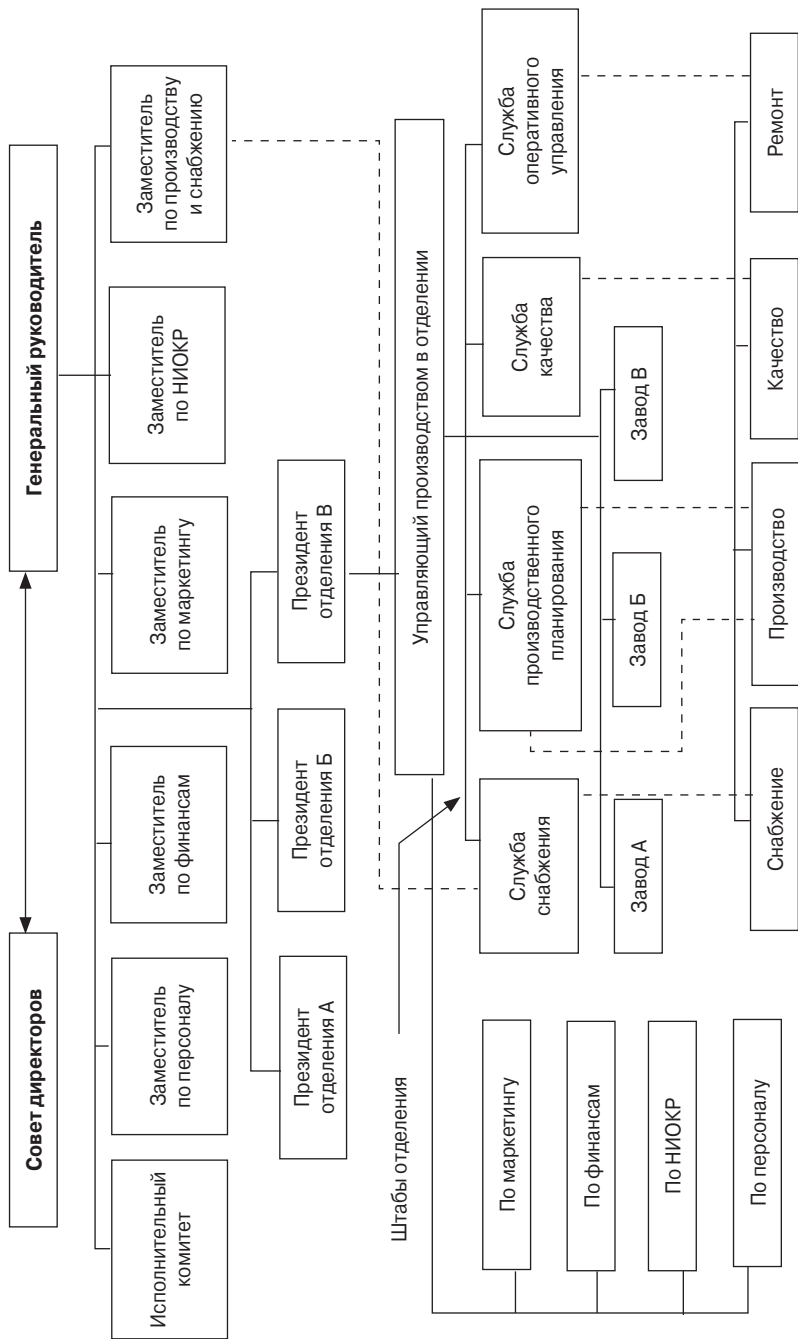 Совет директоров
Генеральный руководитель
Исполнительный
комитет
Заместитель
по персоналу
Заместитель
по финансам
Заместитель
по маркетингу
Заместитель
по НИОКР
Заместитель
по производству
и снабжению
Президент
отделения А
Президент
отделения Б
Президент
отделения В
Штабы отделения
Управляющий производством в отделении
По маркетингу
По финансам
По НИОКР
По персоналу
Служба
снабжения
Служба
производственного
планирования
Служба
качества
Служба
оперативного
управления
Завод А
Завод Б
Завод В
Снабжение
Производство
Качество
Ремонт